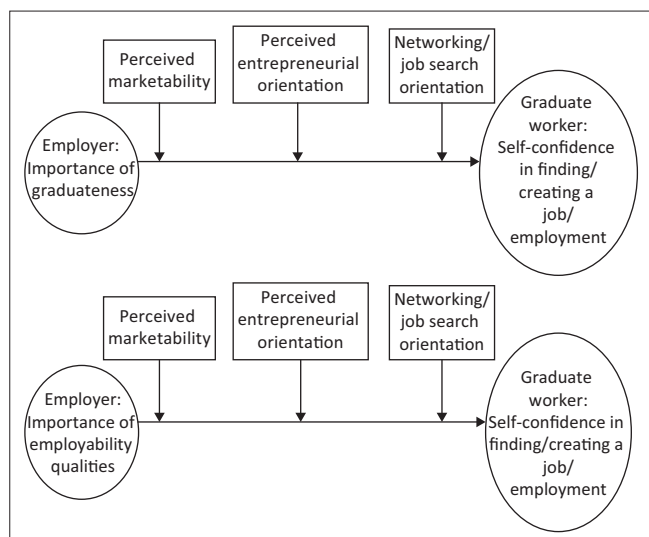 Perceived
marketability
Perceived
entrepreneurial
orientation
Networking/
job search
orientation
Employer:
Importance of
graduateness
Graduate
worker:
Self-confidence
in finding/
creating a
job/
employment
Perceived
marketability
Perceived
entrepreneurial
orientation
Networking/
job search
orientation
Employer:
Importance of
employability
qualities
Graduate
worker:
Self-confidence in
finding/creating a
job/
employment